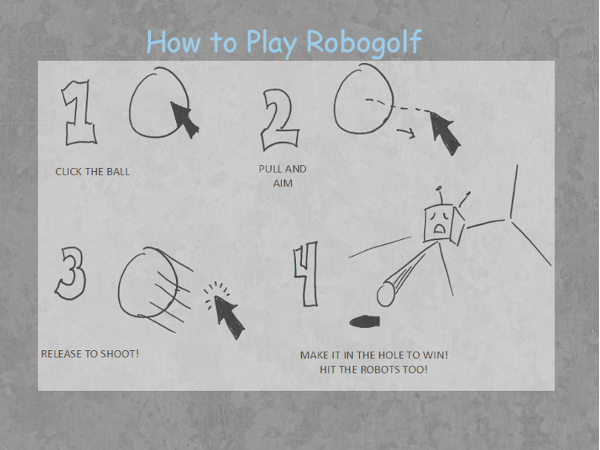 How to Play Robogolf
1
2
CLICK THE BALL
PULL AND
AIM
3
4
RELEASE TO SHOOT!
MAKE IT IN THE HOLE TO WIN!
HIT THE ROBOTS TOO!